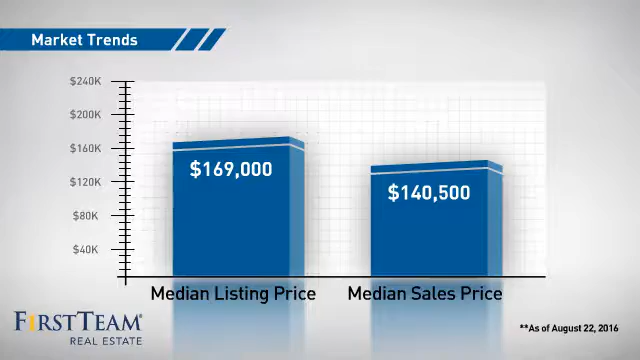 Market Trends
$240K
$200K
$160K
$120K
$80K
$40K
$169,000
$140,500
Median Listing Price
Median Sales Price
FIRSTTEAM®
REAL ESTATE
**As of August 22, 2016